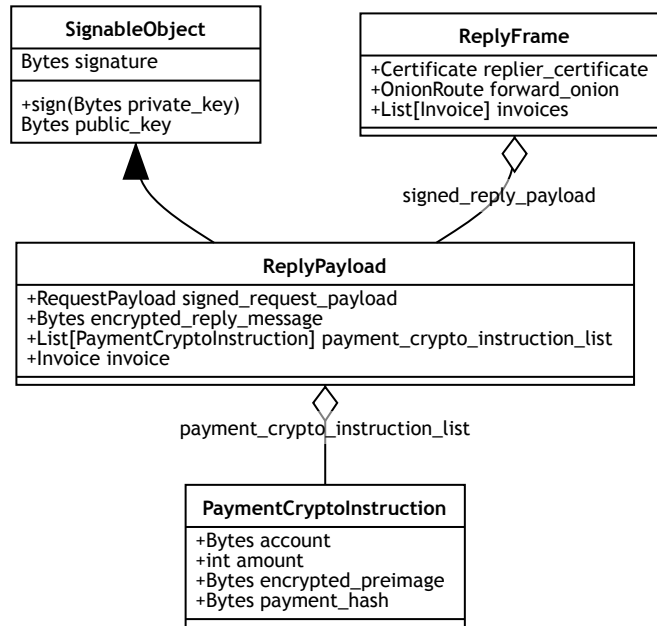 SignableObject
Bytes signature
+sign(Bytes private_key)
Bytes public_key
ReplyFrame
+Certificate replier_certificate
+OnionRoute forward_onion
+List[Invoice] invoices
signed_reply_payload
ReplyPayload
+RequestPayload signed_request_payload
+Bytes encrypted_reply_message
+List[PaymentCryptoInstruction] payment_crypto_instruction_list
+Invoice invoice
payment_crypto_instruction_list
PaymentCryptoInstruction
+Bytes account
+int amount
+Bytes encrypted_preimage
+Bytes payment_hash